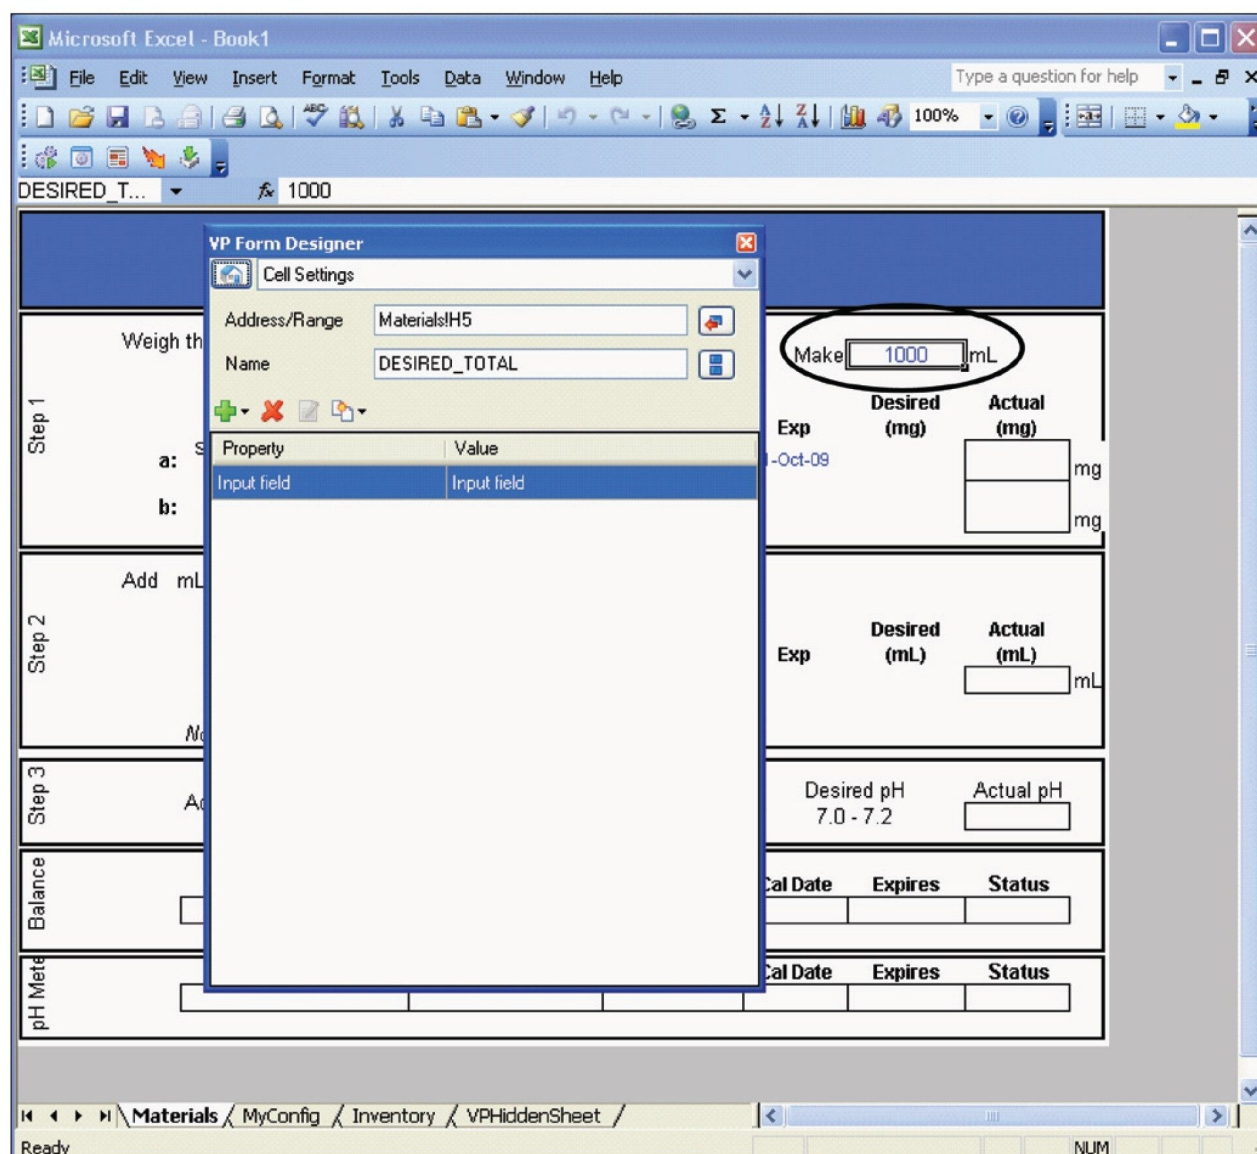 Microsoft Excel - Book1
File Edit View Insert Format Tools Data Window Help
Type a question for help
100%
DESIRED_T... fx 1000
VP Form Designer
Cell Settings
Address/Range Materials!H5
Name DESIRED_TOTAL
Property Value
Input field Input field
Weigh th
Make 1000 mL
Step 1
Exp Desired (mg) Actual (mg)
a: S -Oct-09 mg
b: mg
Add mL
Step 2
Exp Desired (mL) Actual (mL)
mL
No
Step 3
Ad
Desired pH Actual pH
7.0 - 7.2
Balance
Cal Date Expires Status
pH Mete
Cal Date Expires Status
Materials MyConfig Inventory VPHiddenSheet
Ready NUM